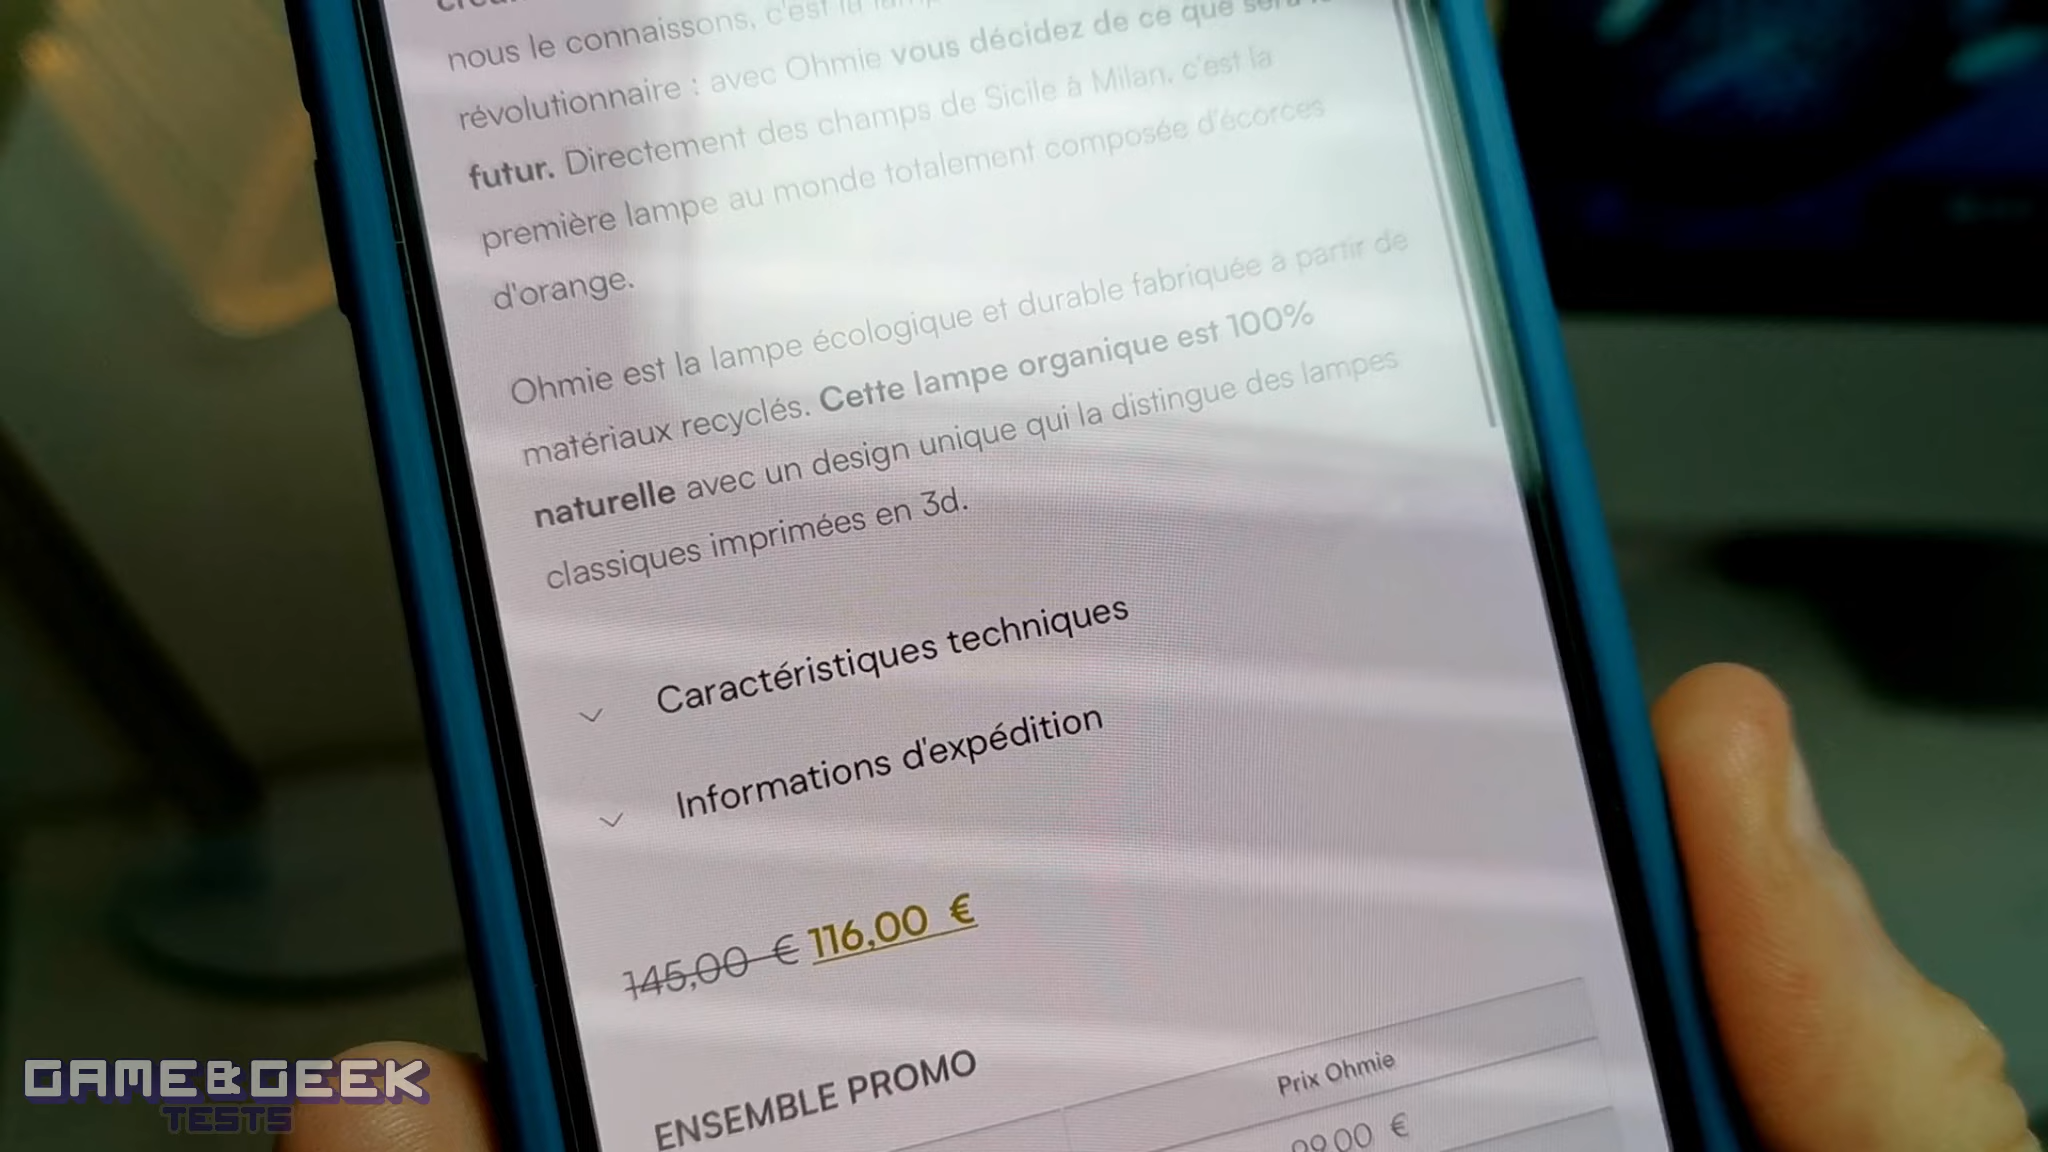 nous le connaissons, c'est la
révolutionnaire : avec Ohmie vous décidez de ce que sera
futur. Directement des champs de Sicile à Milan, c'est la
première lampe au monde totalement composée d'écorces
d'orange.
Ohmie est la lampe écologique et durable fabriquée à partir de
matériaux recyclés. Cette lampe organique est 100%
naturelle avec un design unique qui la distingue des lampes
classiques imprimées en 3d.
Caractéristiques techniques
Informations d'expédition
145,00 € 116,00 €
ENSEMBLE PROMO
Prix Ohmie
99,00 €
GAME&GEEK
TESTS